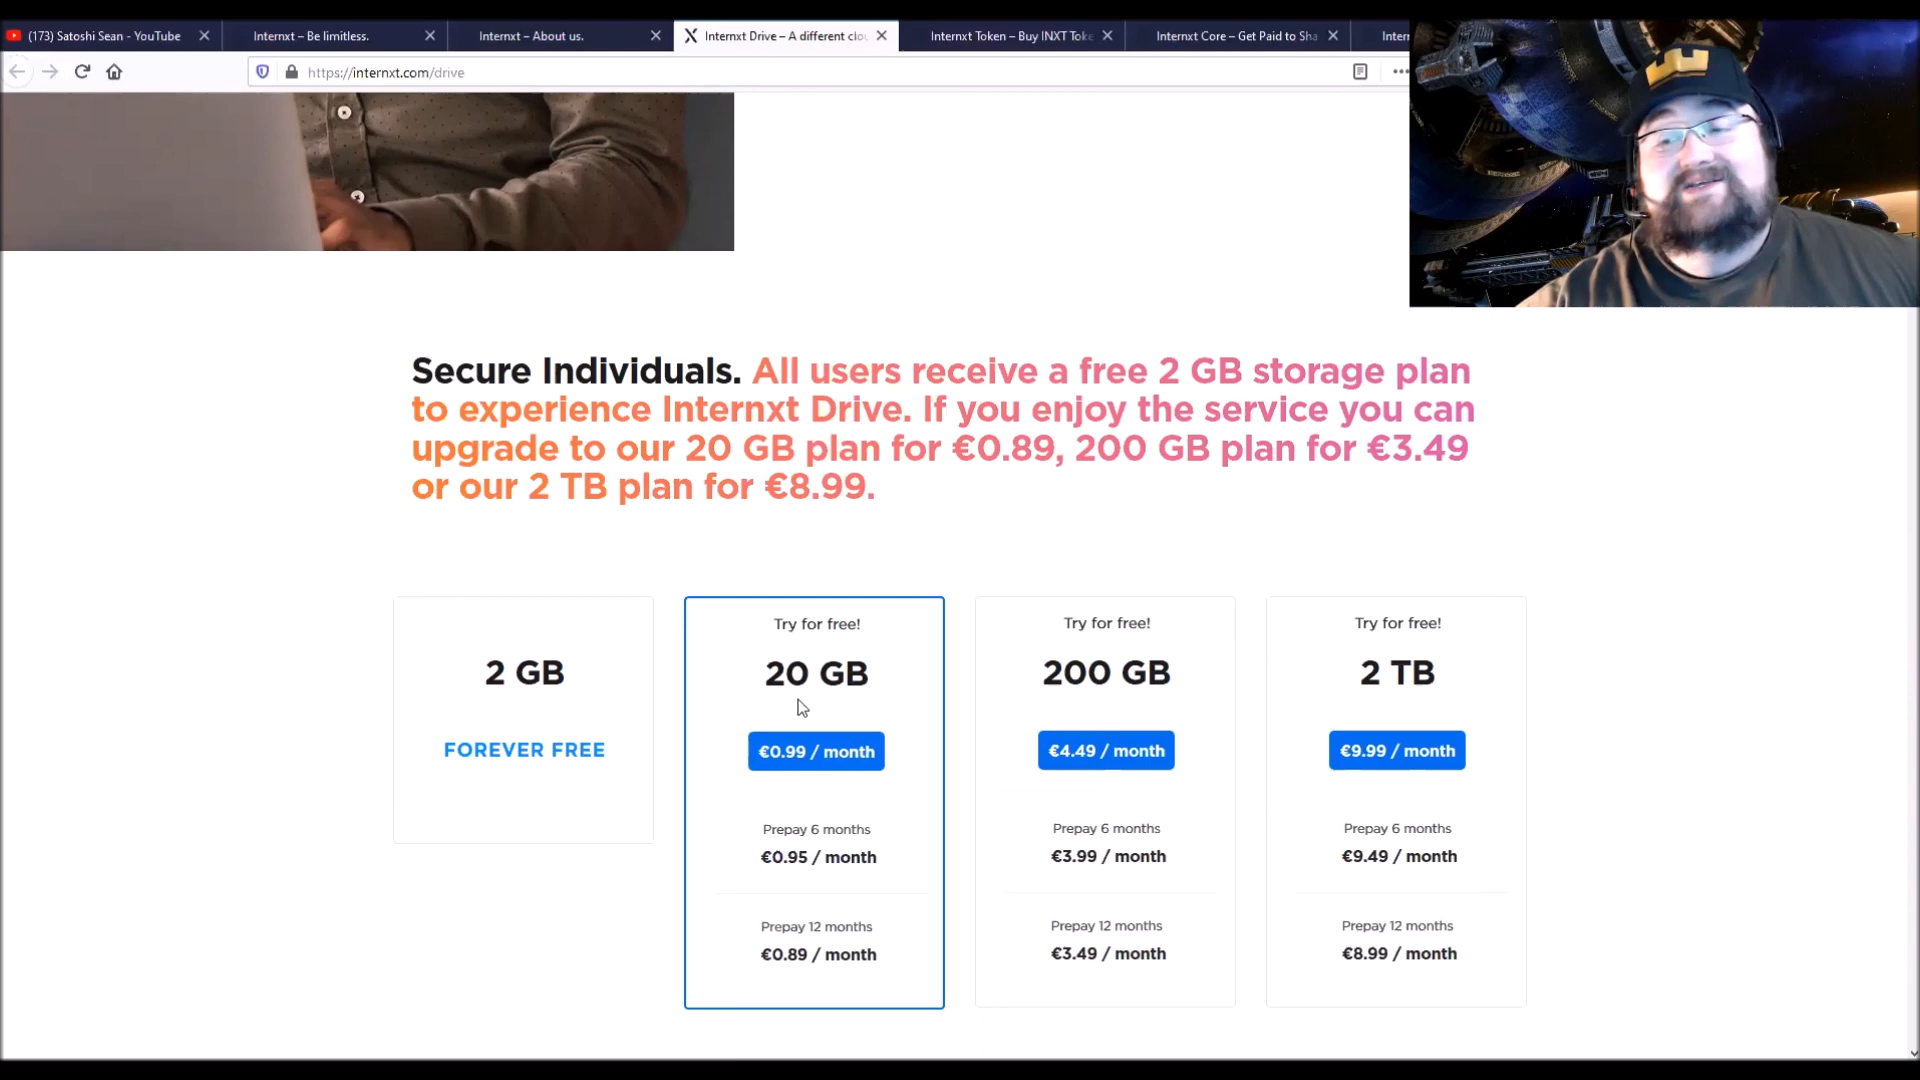 (173) Satoshi Sean - YouTube
Internxt – Be limitless.
Internxt – About us.
Internxt Drive – A different clo
Internxt Token – Buy INXT Toke
Internxt Core – Get Paid to Sha
Intern
https://internxt.com/drive
Secure Individuals. All users receive a free 2 GB storage plan
to experience Internxt Drive. If you enjoy the service you can
upgrade to our 20 GB plan for €0.89, 200 GB plan for €3.49
or our 2 TB plan for €8.99.
2 GB
FOREVER FREE
Try for free!
20 GB
€0.99 / month
Prepay 6 months
€0.95 / month
Prepay 12 months
€0.89 / month
Try for free!
200 GB
€4.49 / month
Prepay 6 months
€3.99 / month
Prepay 12 months
€3.49 / month
Try for free!
2 TB
€9.99 / month
Prepay 6 months
€9.49 / month
Prepay 12 months
€8.99 / month